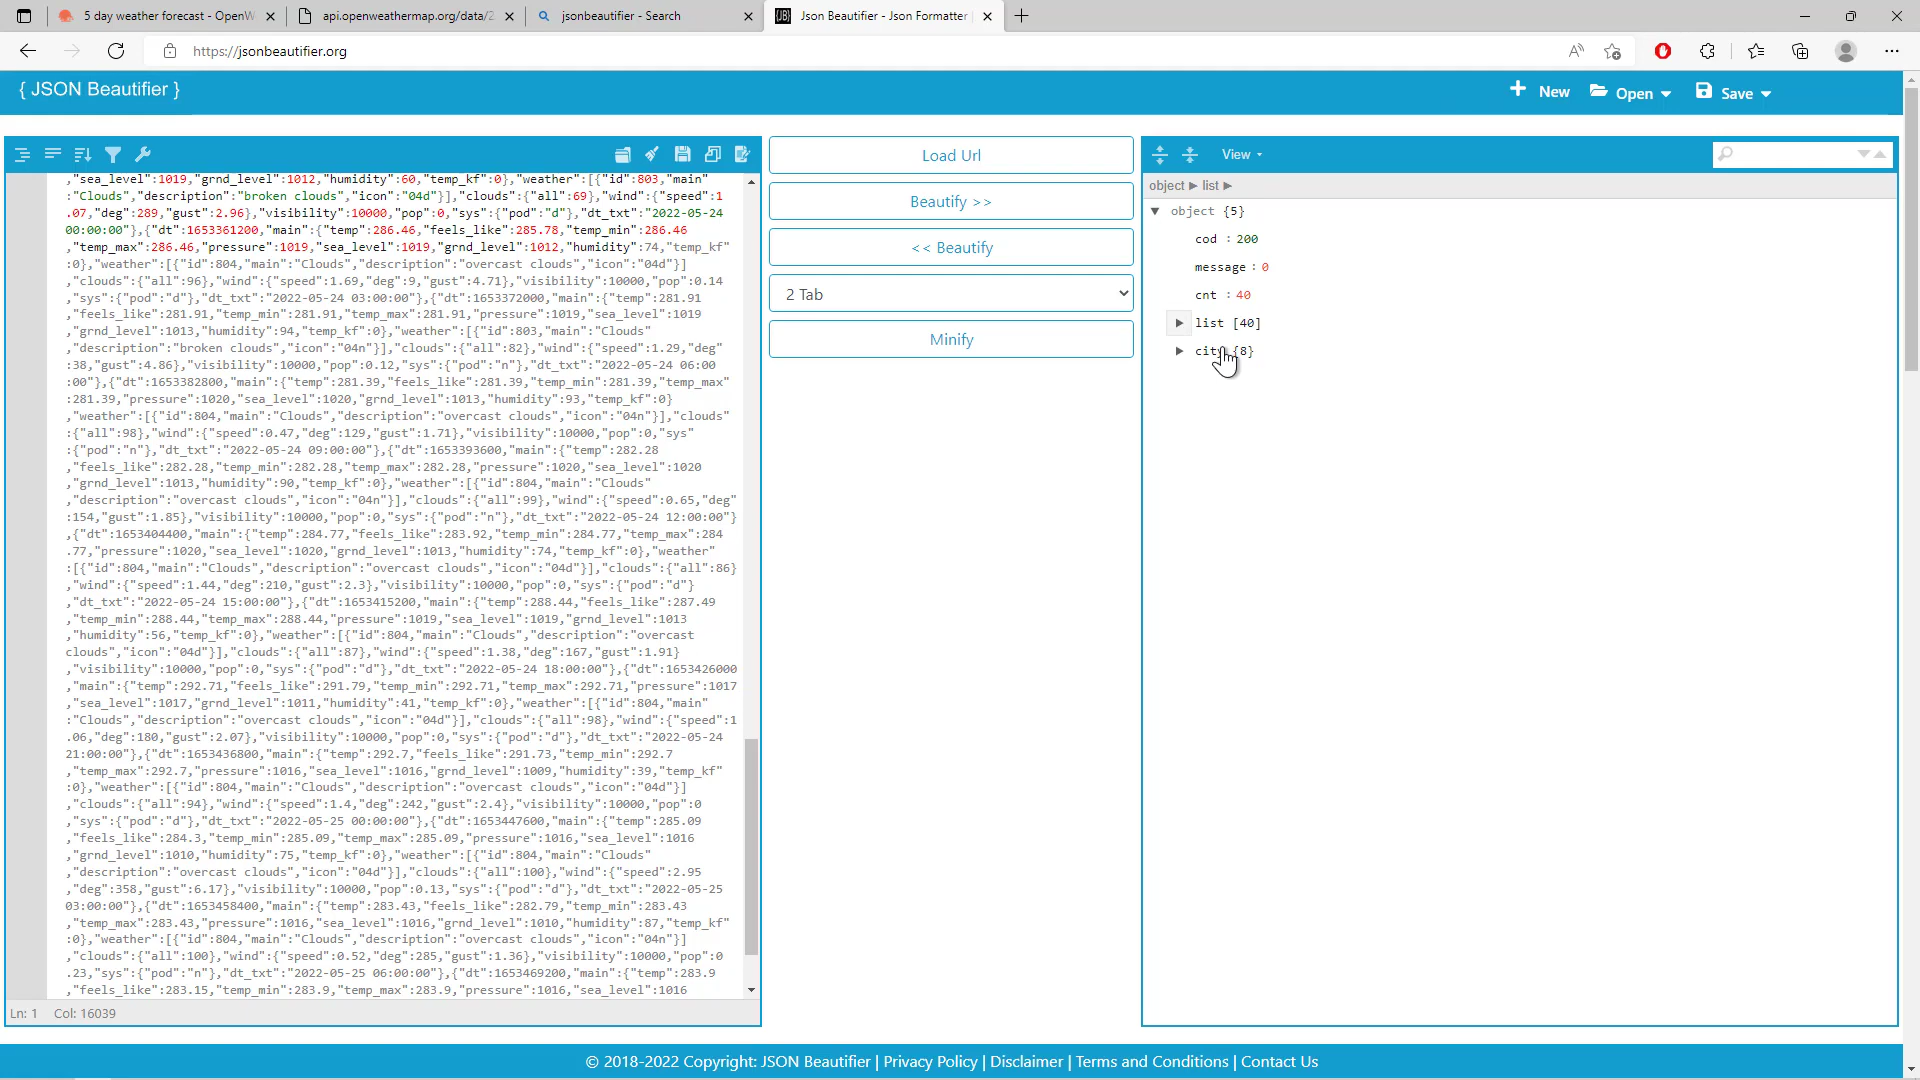 5 day weather forecast - OpenW
api.openweathermap.org/data/2
jsonbeautifier - Search
Json Beautifier - Json Formatter
https://jsonbeautifier.org
{ JSON Beautifier }
New
Open
Save
,"sea_level":1019,"grnd_level":1012,"humidity":60,"temp_kf":0},"weather":[{"id":803,"main"
:"Clouds","description":"broken clouds","icon":"04d"}],"clouds":{"all":69},"wind":{"speed":1
.07,"deg":289,"gust":2.96},"visibility":10000,"pop":0,"sys":{"pod":"d"},"dt_txt":"2022-05-24
00:00:00"},{"dt":1653361200,"main":{"temp":286.46,"feels_like":285.78,"temp_min":286.46
,"temp_max":286.46,"pressure":1019,"sea_level":1019,"grnd_level":1012,"humidity":74,"temp_kf"
:0},"weather":[{"id":804,"main":"Clouds","description":"overcast clouds","icon":"04d"}]
,"clouds":{"all":96},"wind":{"speed":1.69,"deg":9,"gust":4.71},"visibility":10000,"pop":0.14
,"sys":{"pod":"d"},"dt_txt":"2022-05-24 03:00:00"},{"dt":1653372000,"main":{"temp":281.91
,"feels_like":281.91,"temp_min":281.91,"temp_max":281.91,"pressure":1019,"sea_level":1019
,"grnd_level":1013,"humidity":94,"temp_kf":0},"weather":[{"id":803,"main":"Clouds"
,"description":"broken clouds","icon":"04n"}],"clouds":{"all":82},"wind":{"speed":1.29,"deg"
:38,"gust":4.86},"visibility":10000,"pop":0.12,"sys":{"pod":"n"},"dt_txt":"2022-05-24 06:00
:00"},{"dt":1653382800,"main":{"temp":281.39,"feels_like":281.39,"temp_min":281.39,"temp_max"
:281.39,"pressure":1020,"sea_level":1020,"grnd_level":1013,"humidity":93,"temp_kf":0}
,"weather":[{"id":804,"main":"Clouds","description":"overcast clouds","icon":"04n"}],"clouds"
:{"all":98},"wind":{"speed":0.47,"deg":129,"gust":1.71},"visibility":10000,"pop":0,"sys"
:{"pod":"n"},"dt_txt":"2022-05-24 09:00:00"},{"dt":1653393600,"main":{"temp":282.28
,"feels_like":282.28,"temp_min":282.28,"temp_max":282.28,"pressure":1020,"sea_level":1020
,"grnd_level":1013,"humidity":90,"temp_kf":0},"weather":[{"id":804,"main":"Clouds"
,"description":"overcast clouds","icon":"04n"}],"clouds":{"all":99},"wind":{"speed":0.65,"deg"
:154,"gust":1.85},"visibility":10000,"pop":0,"sys":{"pod":"n"},"dt_txt":"2022-05-24 12:00:00"}
,{"dt":1653404400,"main":{"temp":284.77,"feels_like":283.92,"temp_min":284.77,"temp_max":284
.77,"pressure":1020,"sea_level":1020,"grnd_level":1013,"humidity":74,"temp_kf":0},"weather"
:[{"id":804,"main":"Clouds","description":"overcast clouds","icon":"04d"}],"clouds":{"all":86}
,"wind":{"speed":1.44,"deg":210,"gust":2.3},"visibility":10000,"pop":0,"sys":{"pod":"d"}
,"dt_txt":"2022-05-24 15:00:00"},{"dt":1653415200,"main":{"temp":288.44,"feels_like":287.49
,"temp_min":288.44,"temp_max":288.44,"pressure":1019,"sea_level":1019,"grnd_level":1013
,"humidity":56,"temp_kf":0},"weather":[{"id":804,"main":"Clouds","description":"overcast
clouds","icon":"04d"}],"clouds":{"all":87},"wind":{"speed":1.38,"deg":167,"gust":1.91}
,"visibility":10000,"pop":0,"sys":{"pod":"d"},"dt_txt":"2022-05-24 18:00:00"},{"dt":1653426000
,"main":{"temp":292.71,"feels_like":291.79,"temp_min":292.71,"temp_max":292.71,"pressure":1017
,"sea_level":1017,"grnd_level":1011,"humidity":41,"temp_kf":0},"weather":[{"id":804,"main"
:"Clouds","description":"overcast clouds","icon":"04d"}],"clouds":{"all":98},"wind":{"speed":1
.06,"deg":180,"gust":2.07},"visibility":10000,"pop":0,"sys":{"pod":"d"},"dt_txt":"2022-05-24
21:00:00"},{"dt":1653436800,"main":{"temp":292.7,"feels_like":291.73,"temp_min":292.7
,"temp_max":292.7,"pressure":1016,"sea_level":1016,"grnd_level":1009,"humidity":39,"temp_kf"
:0},"weather":[{"id":804,"main":"Clouds","description":"overcast clouds","icon":"04d"}]
,"clouds":{"all":94},"wind":{"speed":1.4,"deg":242,"gust":2.4},"visibility":10000,"pop":0
,"sys":{"pod":"d"},"dt_txt":"2022-05-25 00:00:00"},{"dt":1653447600,"main":{"temp":285.09
,"feels_like":284.3,"temp_min":285.09,"temp_max":285.09,"pressure":1016,"sea_level":1016
,"grnd_level":1010,"humidity":75,"temp_kf":0},"weather":[{"id":804,"main":"Clouds"
,"description":"overcast clouds","icon":"04d"}],"clouds":{"all":100},"wind":{"speed":2.95
,"deg":358,"gust":6.17},"visibility":10000,"pop":0.13,"sys":{"pod":"d"},"dt_txt":"2022-05-25
03:00:00"},{"dt":1653458400,"main":{"temp":283.43,"feels_like":282.79,"temp_min":283.43
,"temp_max":283.43,"pressure":1016,"sea_level":1016,"grnd_level":1010,"humidity":87,"temp_kf"
:0},"weather":[{"id":804,"main":"Clouds","description":"overcast clouds","icon":"04n"}]
,"clouds":{"all":100},"wind":{"speed":0.52,"deg":285,"gust":1.36},"visibility":10000,"pop":0
.23,"sys":{"pod":"n"},"dt_txt":"2022-05-25 06:00:00"},{"dt":1653469200,"main":{"temp":283.9
,"feels_like":283.15,"temp_min":283.9,"temp_max":283.9,"pressure":1016,"sea_level":1016
Ln: 1 Col: 16039
Load Url
Beautify >>
<< Beautify
2 Tab
Minify
View
object ▶ list ▶
object {5}
cod : 200
message : 0
cnt : 40
list [40]
city {8}
© 2018-2022 Copyright: JSON Beautifier | Privacy Policy | Disclaimer | Terms and Conditions | Contact Us